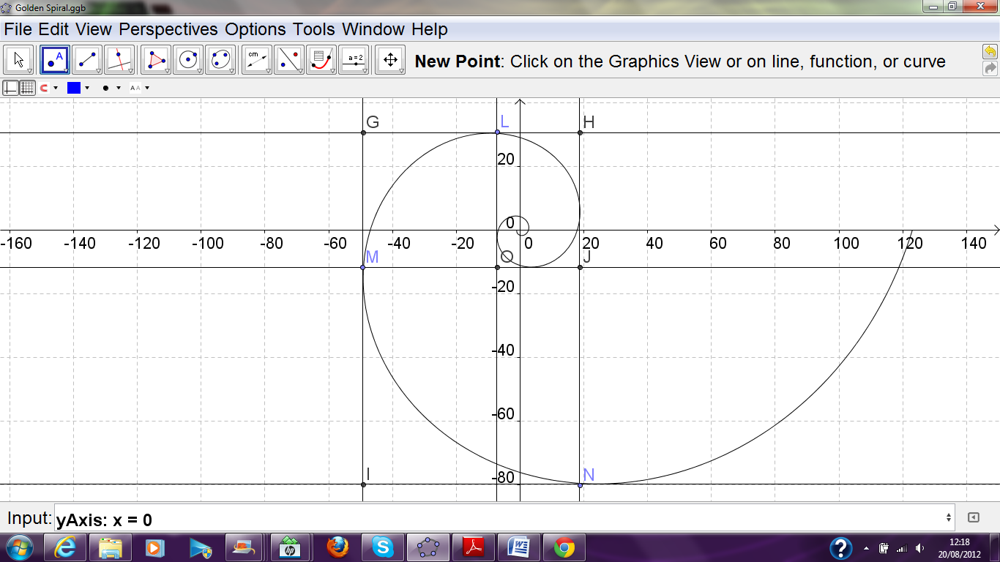 Golden Spiral.ggb
File Edit View Perspectives Options Tools Window Help
A cm a=2 New Point: Click on the Graphics View or on line, function, or curve
A A
G L H
20
0
-160 -140 -120 -100 -80 -60 -40 -20 0 20 40 60 80 100 120 140
M O J
-20
-40
-60
I -80 N
Input: yAxis: x = 0
hp S W ? 12:18
20/08/2012